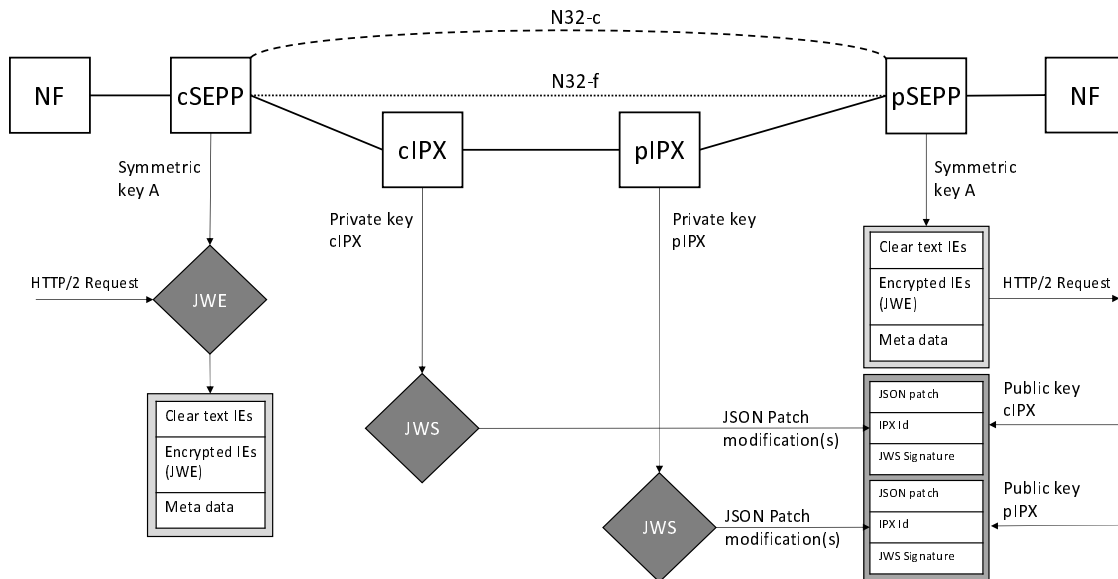 N32-c
N32-f
NF
cSEPP
pSEPP
NF
cIPX
pIPX
Symmetric
key A
Private key
cIPX
Private key
pIPX
Symmetric
key A
HTTP/2 Request
JWE
Clear text IEs
Encrypted IEs
(JWE)
Meta data
HTTP/2 Request
Clear text IEs
Encrypted IEs
(JWE)
Meta data
JWS
JSON Patch
modification(s)
JSON patch
IPX Id
JWS Signature
Public key
cIPX
JWS
JSON Patch
modification(s)
JSON patch
IPX Id
JWS Signature
Public key
pIPX